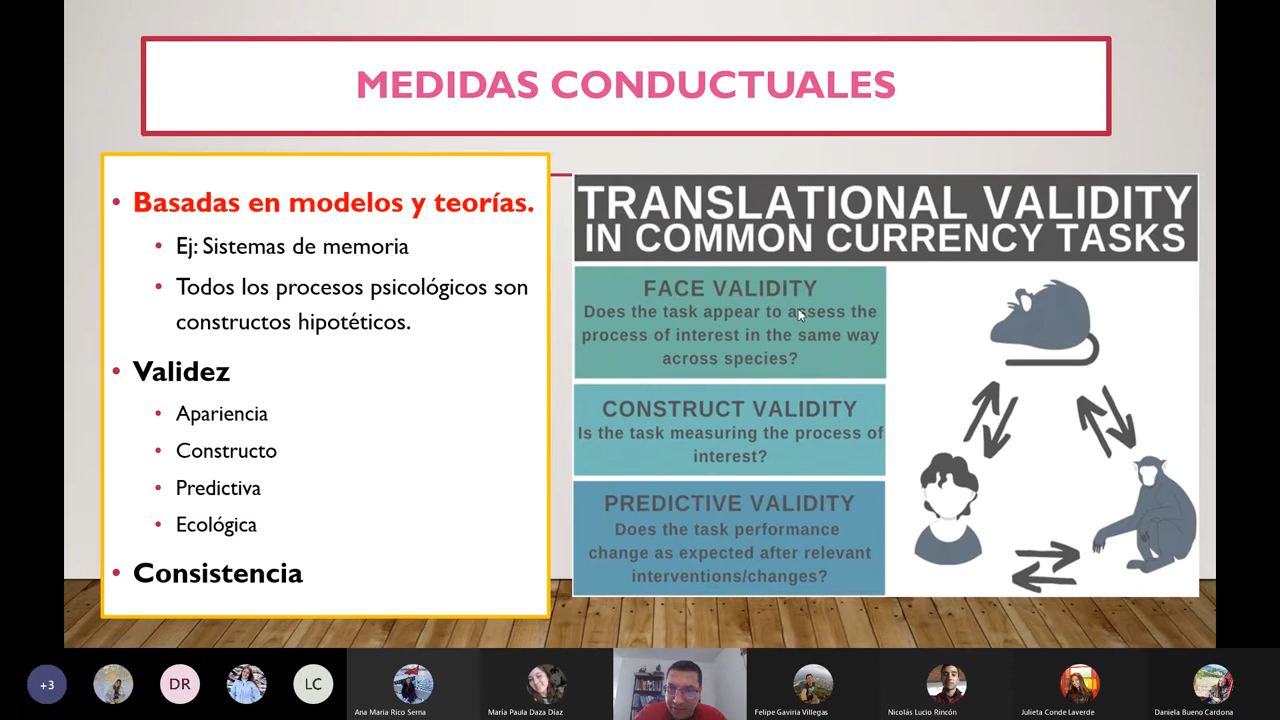 MEDIDAS CONDUCTUALES
• Basadas en modelos y teorías.
• Ej: Sistemas de memoria
• Todos los procesos psicológicos son
constructos hipotéticos.
• Validez
• Apariencia
• Constructo
• Predictiva
• Ecológica
• Consistencia
TRANSLATIONAL VALIDITY
IN COMMON CURRENCY TASKS
FACE VALIDITY
Does the task appear to assess the
process of interest in the same way
across species?
CONSTRUCT VALIDITY
Is the task measuring the process of
interest?
PREDICTIVE VALIDITY
Does the task performance
change as expected after relevant
interventions/changes?
+3
DR
LC
Ana Maria Rico Serna
María Paula Daza Díaz
Felipe Gaviria Villegas
Nicolás Lucio Rincón
Julieta Conde Laverde
Daniela Bueno Cardona